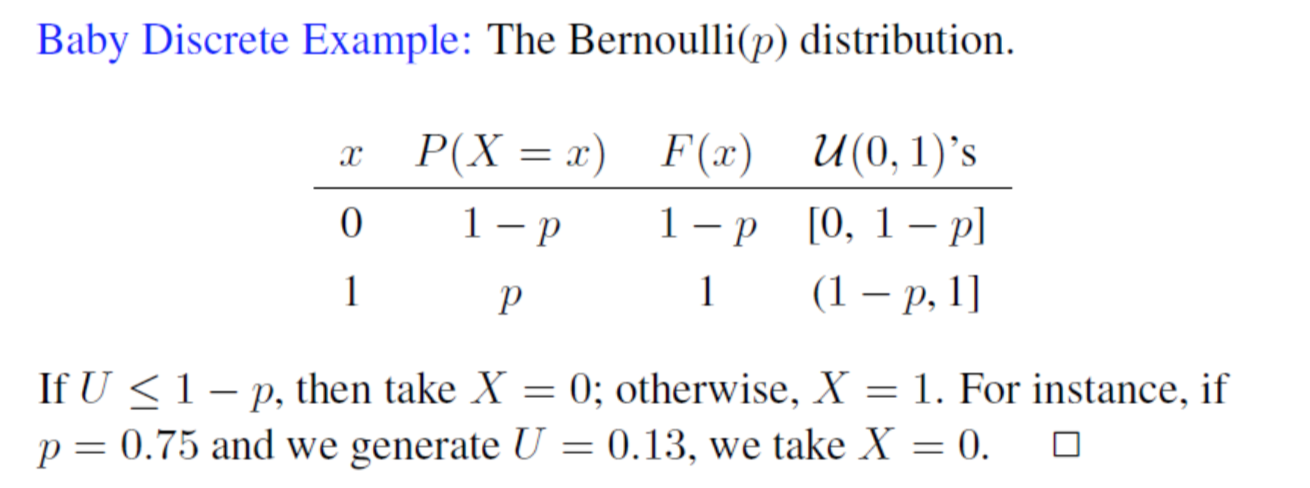 Baby Discrete Example: The Bernoulli(p) distribution.
x P(X = x) F(x) 𝒰(0, 1)’s
0 1 − p 1 − p [0, 1 − p]
1 p 1 (1 − p, 1]
If U ≤ 1 − p, then take X = 0; otherwise, X = 1. For instance, if
p = 0.75 and we generate U = 0.13, we take X = 0. □